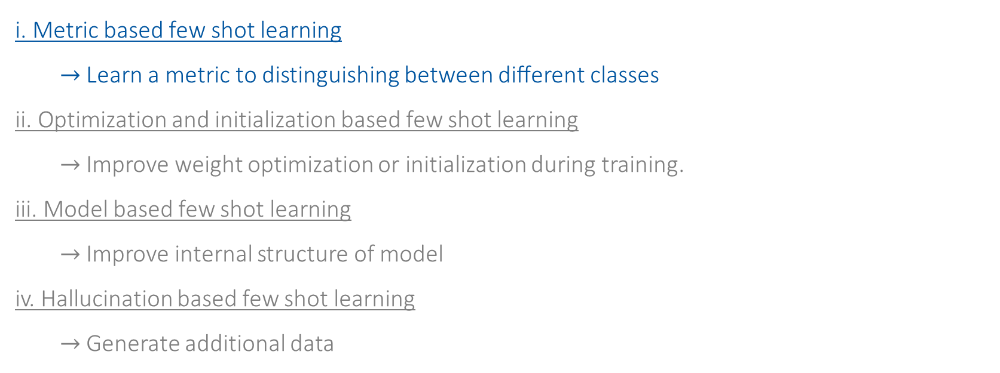 i. Metric based few shot learning
→ Learn a metric to distinguishing between different classes
ii. Optimization and initialization based few shot learning
→ Improve weight optimization or initialization during training.
iii. Model based few shot learning
→ Improve internal structure of model
iv. Hallucination based few shot learning
→ Generate additional data